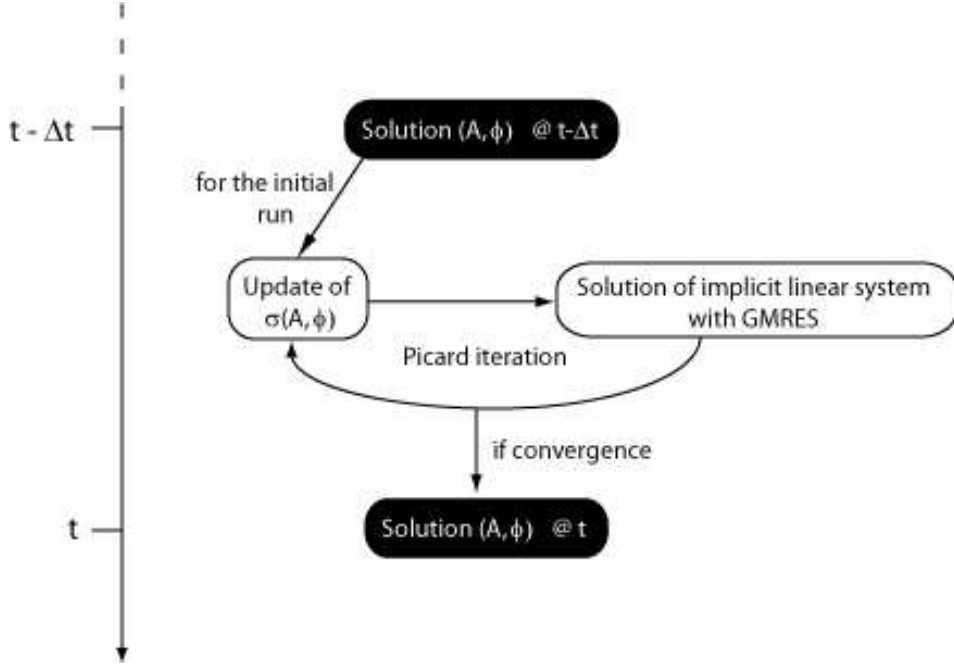 t - Δt
Solution (A,ϕ) @ t-Δt
for the initial
run
Update of
σ(A,ϕ)
Solution of implicit linear system
with GMRES
Picard iteration
if convergence
t
Solution (A,ϕ) @ t